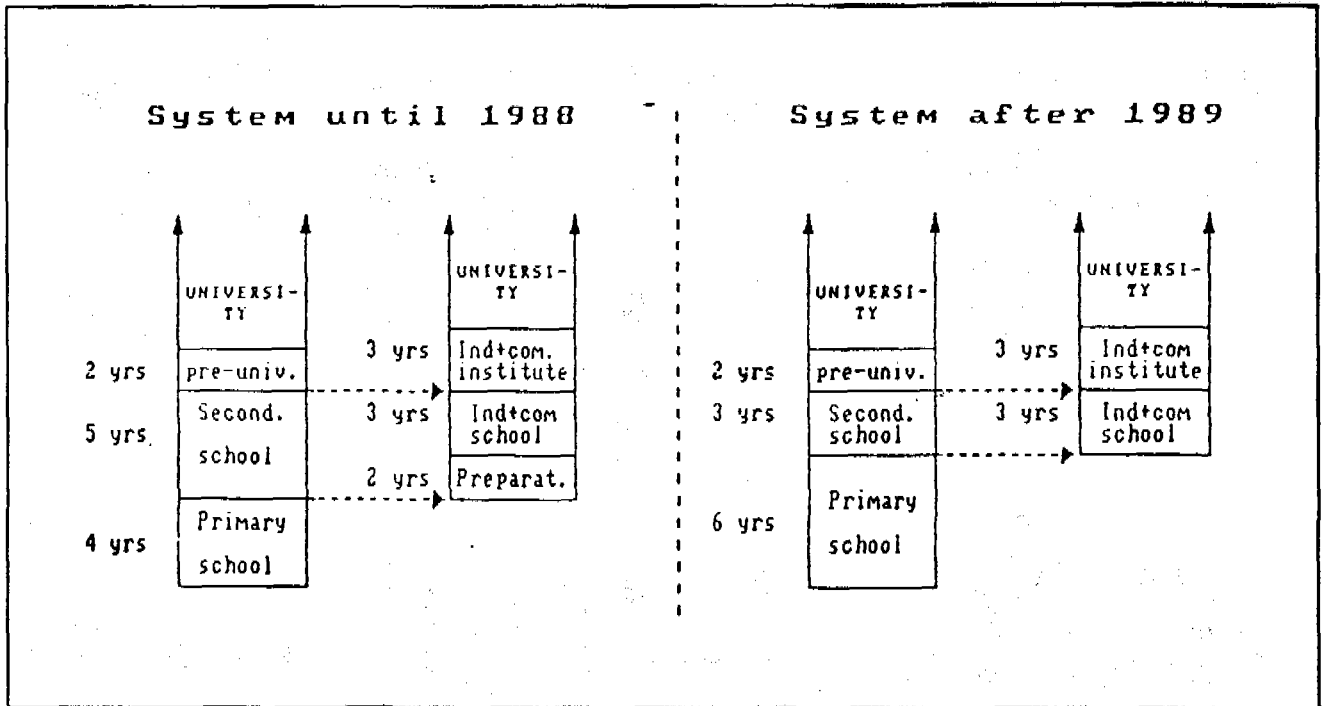 System until 1988
UNIVERSI-
TY
2 yrs
pre-univ.
5 yrs
Second.
school
4 yrs
Primary
school
UNIVERSI-
TY
3 yrs
Ind+com.
institute
3 yrs
Ind+com
school
2 yrs
Preparat.
System after 1989
UNIVERSI-
TY
2 yrs
pre-univ.
3 yrs
Second.
school
6 yrs
Primary
school
UNIVERSI-
TY
3 yrs
Ind+com
institute
3 yrs
Ind+com
school